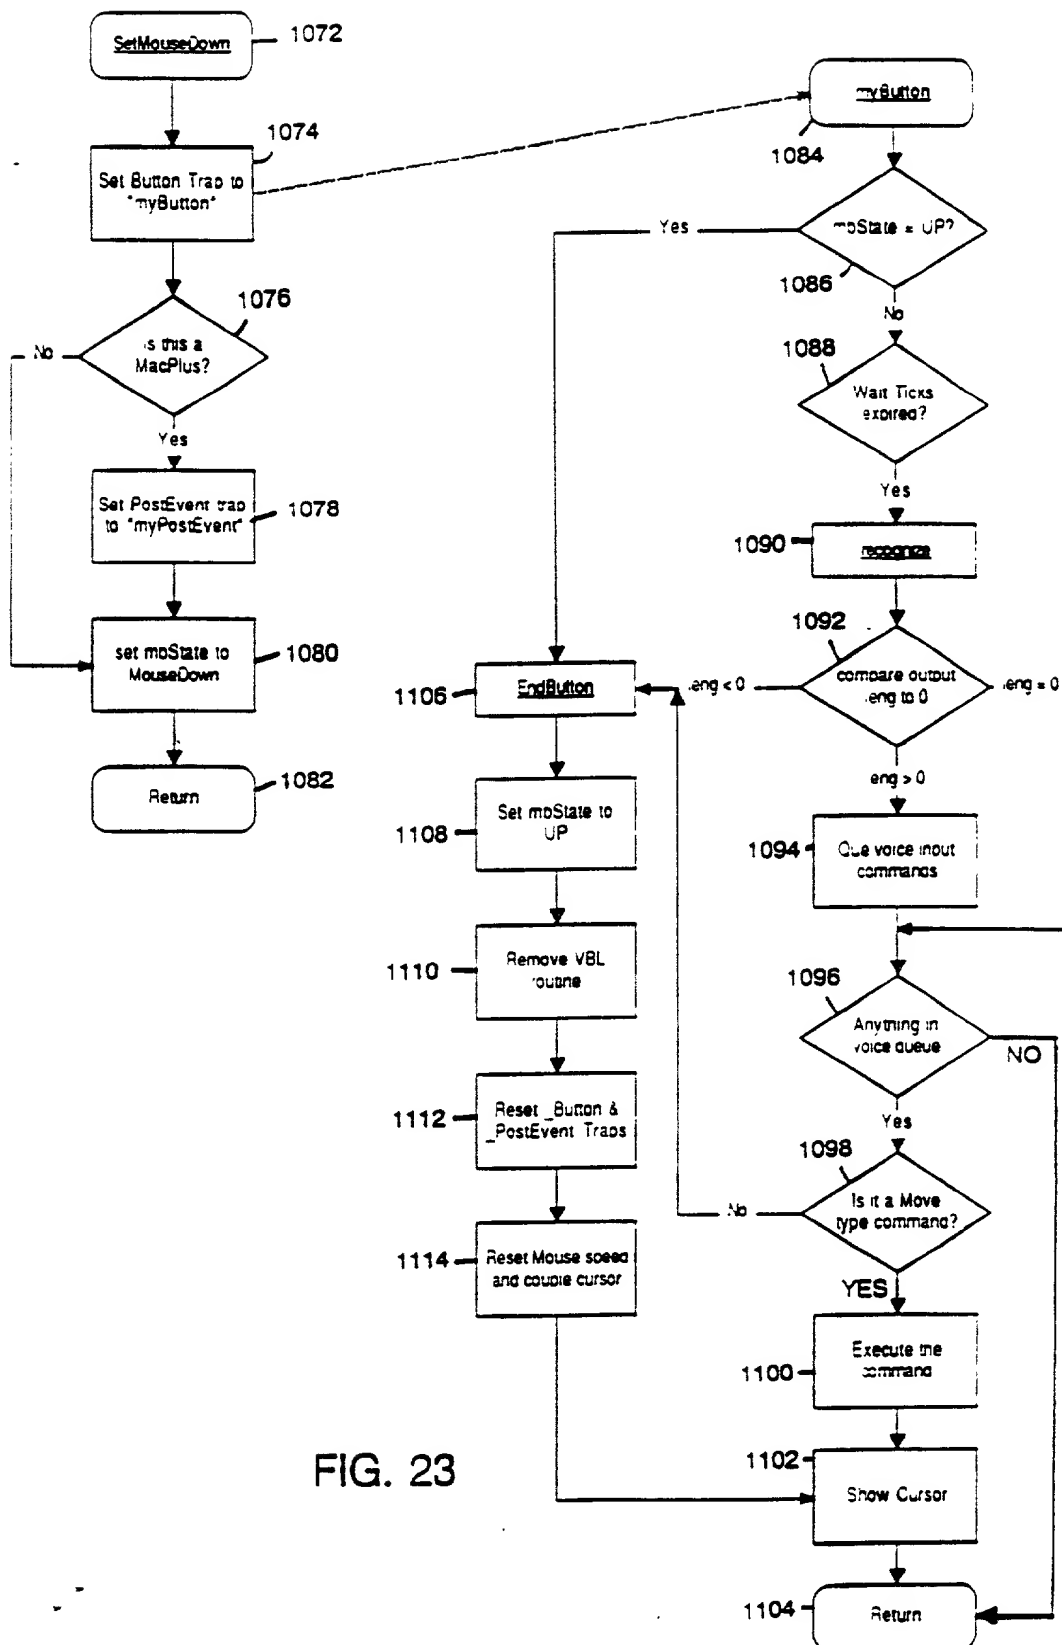 SetMouseDown
1072
1074
Set Button Trap to
"myButton"
1076
Is this a
MacPlus?
No
Yes
Set PostEvent trap
to "myPostEvent"
1078
set mbState to
MouseDown
1080
Return
1082
myButton
1084
mbState = UP?
1086
Yes
No
1088
Wait Ticks
expired?
Yes
1090
recognize
1092
compare output
leng to 0
leng < 0
leng = 0
leng > 0
1094
Que voice input
commands
1096
Anything in
voice queue
NO
Yes
1098
Is it a Move
type command?
No
YES
1100
Execute the
command
1102
Show Cursor
1104
Return
1106
EndButton
1108
Set mbState to
UP
1110
Remove VBL
routine
1112
Reset _Button &
_PostEvent Traps
1114
Reset Mouse speed
and couple cursor
FIG. 23